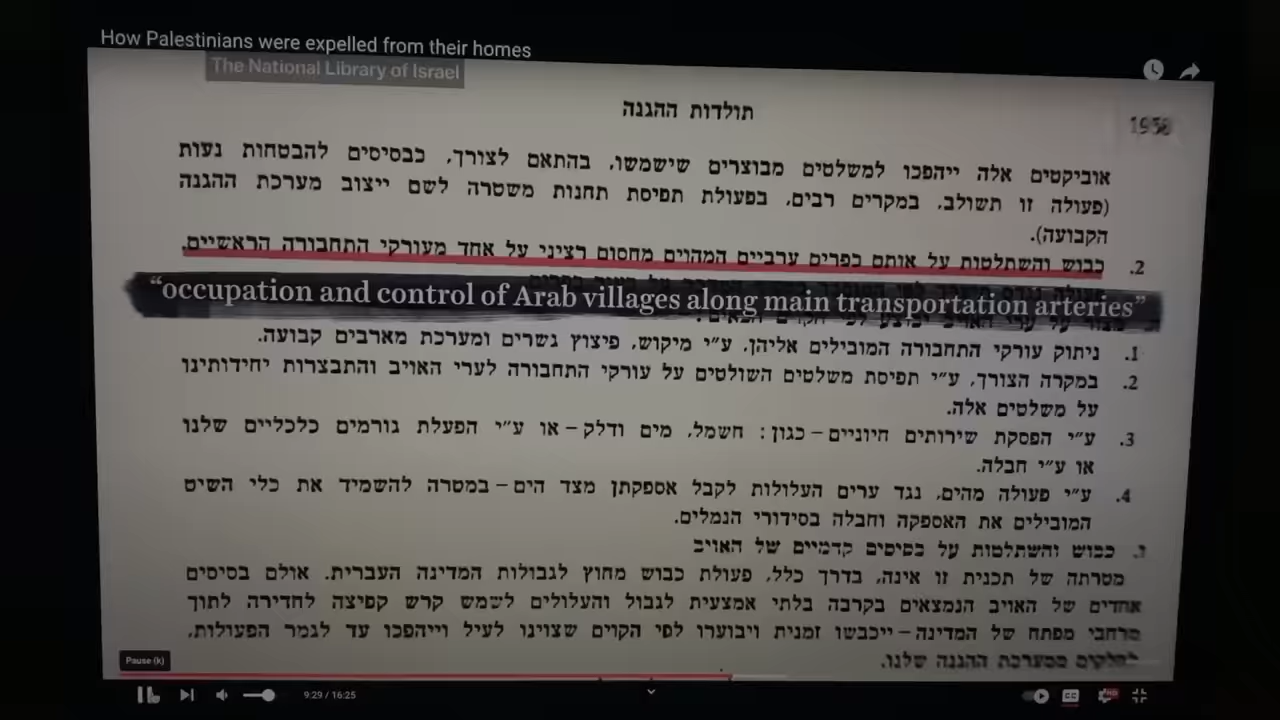 How Palestinians were expelled from their homes
The National Library of Israel
תולדות ההגנה
1958
אוביקטים אלה ייהפכו למשלטים מבוצרים שישמשו, בהתאם לצורך, כבסיסים להבטחות נעות
(פעולה זו תשולב, במקרים רבים, בפעולת תפיסת תחנות משטרה לשם ייצוב מערכת ההגנה
הקבועה).
2. כבוש והשתלטות על אותם כפרים ערביים המהוים מחסום רציני על אחד מעורקי התחבורה הראשיים.
“occupation and control of Arab villages along main transportation arteries”
1. ניתוק עורקי התחבורה המובילים אליהן, ע״י מיקוש, פיצוץ גשרים ומערכת מארבים קבועה.
2. במקרה הצורך, ע״י תפיסת משלטים השולטים על עורקי התחבורה לערי האויב והתבצרות יחידותינו
על משלטים אלה.
3. ע״י הפסקת שירותים חיוניים – כגון: חשמל, מים ודלק – או ע״י הפעלת גורמים כלכליים שלנו
או ע״י חבלה.
4. ע״י פעולה מהים, נגד ערים העלולות לקבל אספקתן מצד הים – במטרה להשמיד את כלי השיט
המובילים את האספקה וחבלה בסידורי הנמלים.
ו. כבוש והשתלטות על בסיסים קדמיים של האויב
מטרתה של תכנית זו אינה, בדרך כלל, פעולת כבוש מחוץ לגבולות המדינה העברית. אולם בסיסים
אחדים של האויב הנמצאים בקרבה בלתי אמצעית לגבול והעלולים לשמש קרש קפיצה לחדירה לתוך
מרחבי מפתח של המדינה – ייכבשו זמנית ויבוערו לפי הקוים שצוינו לעיל וייהפכו עד לגמר הפעולות,
לחלקים ממערכת ההגנה שלנו.
Pause (k)
9:29 / 16:25
CC
HD